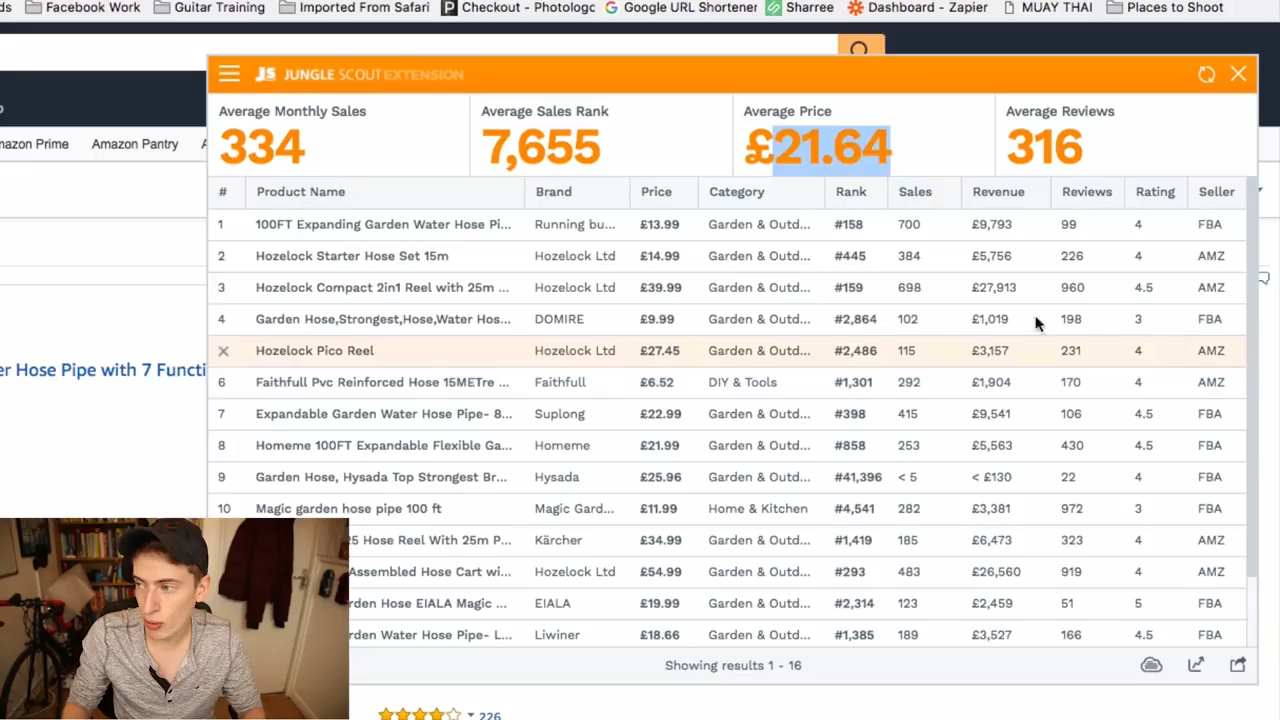 ds Facebook Work Guitar Training Imported From Safari Checkout - Photologc Google URL Shortener Sharree Dashboard - Zapier MUAY THAI Places to Shoot
JS JUNGLE SCOUT EXTENSION
Average Monthly Sales Average Sales Rank Average Price Average Reviews
334 7,655 £21.64 316
mazon Prime Amazon Pantry
# Product Name Brand Price Category Rank Sales Revenue Reviews Rating Seller
1 100FT Expanding Garden Water Hose Pi... Running bu... £13.99 Garden & Outd... #158 700 £9,793 99 4 FBA
2 Hozelock Starter Hose Set 15m Hozelock Ltd £14.99 Garden & Outd... #445 384 £5,756 226 4 AMZ
3 Hozelock Compact 2in1 Reel with 25m ... Hozelock Ltd £39.99 Garden & Outd... #159 698 £27,913 960 4.5 AMZ
4 Garden Hose,Strongest,Hose,Water Hos... DOMIRE £9.99 Garden & Outd... #2,864 102 £1,019 198 3 FBA
Hozelock Pico Reel Hozelock Ltd £27.45 Garden & Outd... #2,486 115 £3,157 231 4 AMZ
er Hose Pipe with 7 Functi
6 Faithfull Pvc Reinforced Hose 15METre ... Faithfull £6.52 DIY & Tools #1,301 292 £1,904 170 4 AMZ
7 Expandable Garden Water Hose Pipe- 8... Suplong £22.99 Garden & Outd... #398 415 £9,541 106 4.5 FBA
8 Homeme 100FT Expandable Flexible Ga... Homeme £21.99 Garden & Outd... #858 253 £5,563 430 4.5 FBA
9 Garden Hose, Hysada Top Strongest Br... Hysada £25.96 Garden & Outd... #41,396 < 5 < £130 22 4 FBA
10 Magic garden hose pipe 100 ft Magic Gard... £11.99 Home & Kitchen #4,541 282 £3,381 972 3 FBA
25 Hose Reel With 25m P... Kärcher £34.99 Garden & Outd... #1,419 185 £6,473 323 4 AMZ
Assembled Hose Cart wi... Hozelock Ltd £54.99 Garden & Outd... #293 483 £26,560 919 4 AMZ
rden Hose EIALA Magic ... EIALA £19.99 Garden & Outd... #2,314 123 £2,459 51 5 FBA
rden Water Hose Pipe- L... Liwiner £18.66 Garden & Outd... #1,385 189 £3,527 166 4.5 FBA
Showing results 1 - 16
226